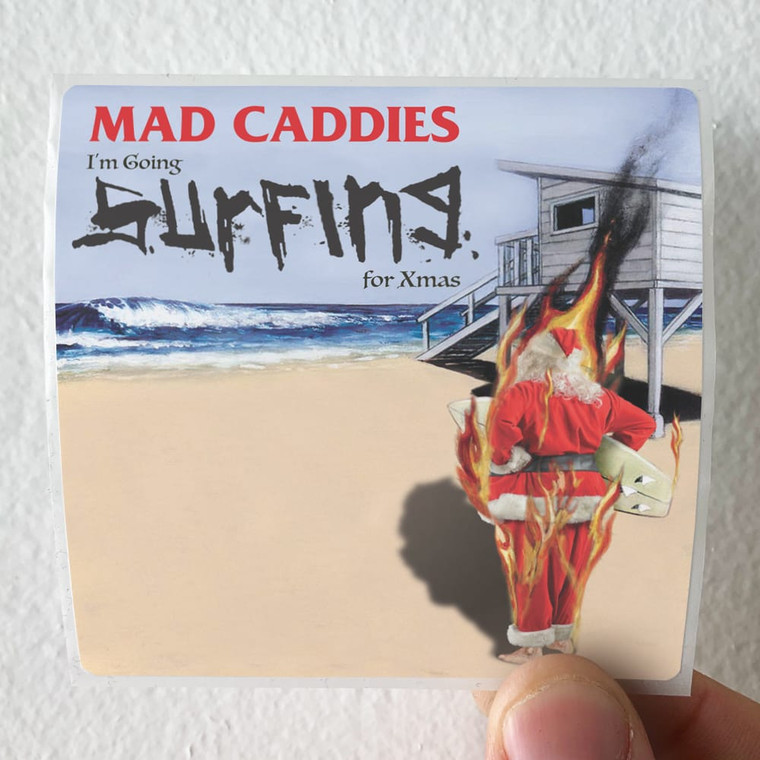 MAD CADDIES
I'm Going
Surfing.
for Xmas